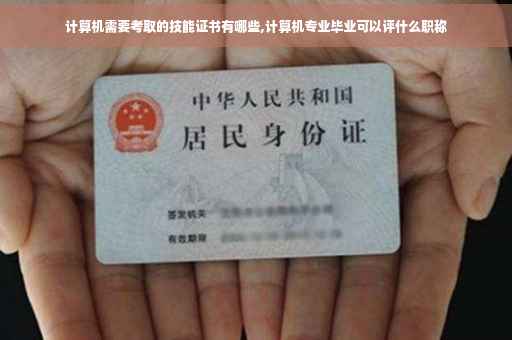 计算机需要考取的技能证书有哪些,计算机专业毕业可以评什么职称
中华人民共和国
居民身份证
签发机关
有效期限